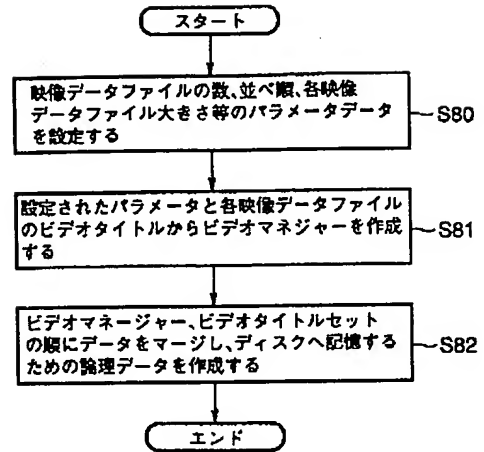 スタート
映像データファイルの数、並べ順、各映像
データファイル大きさ等のパラメータデータ
を設定する
S80
設定されたパラメータと各映像データファイル
のビデオタイトルからビデオマネジャーを作成
する
S81
ビデオマネージャー、ビデオタイトルセット
の順にデータをマージし、ディスクへ記憶する
ための論理データを作成する
S82
エンド